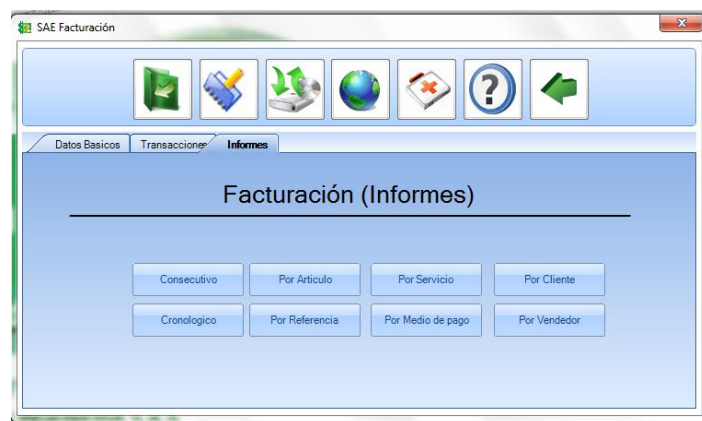 SAE Facturación
Datos Basicos Transacciones Informes
Facturación (Informes)
Consecutivo Por Articulo Por Servicio Por Cliente
Cronologico Por Referencia Por Medio de pago Por Vendedor